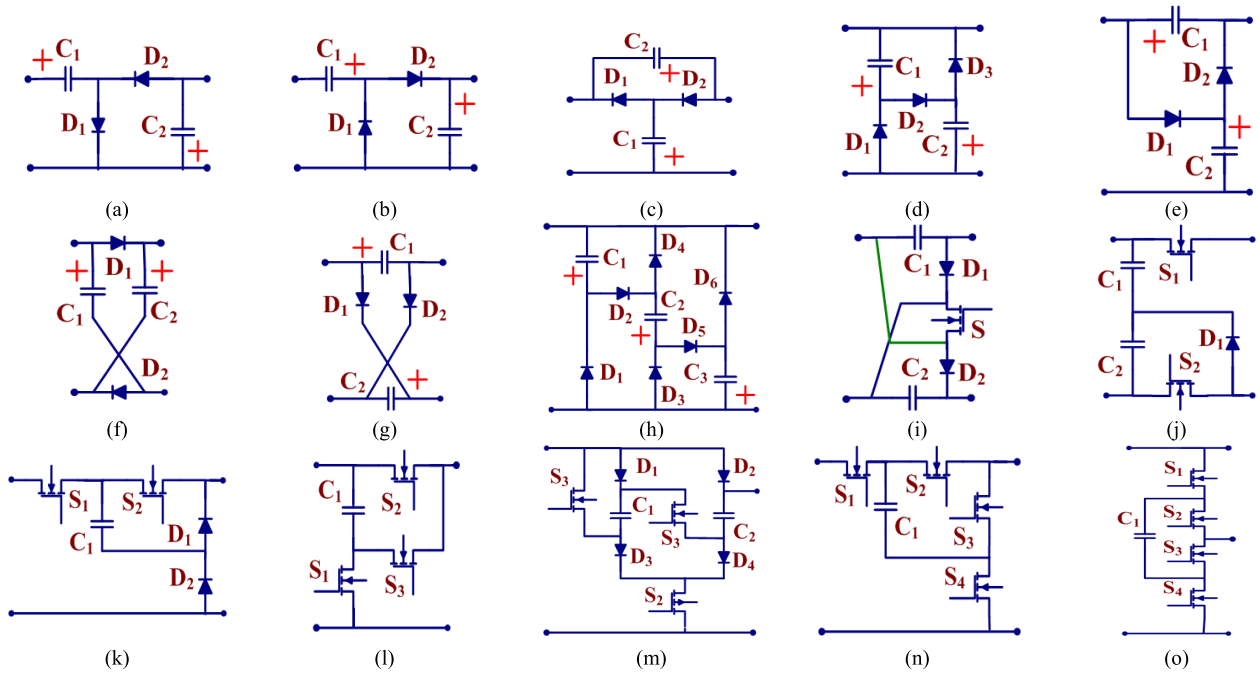 C1 D2 D1 C2
C1 D2 D1 C2
C2 D1 D2 C1
C1 D3 D2 D1 C2
C1 D2 D1 C2
(a) (b) (c) (d) (e)
D1 C1 C2 D2
C1 D1 D2 C2
C1 D4 D6 D2 C2 D5 D1 D3 C3
C1 D1 S C2 D2
C1 S1 C2 S2 D1
(f) (g) (h) (i) (j)
S1 S2 C1 D1 D2
C1 S2 S1 S3
S3 D1 D2 C1 S3 C2 D3 D4 S2
S1 S2 C1 S3 S4
S1 C1 S2 S3 S4
(k) (l) (m) (n) (o)